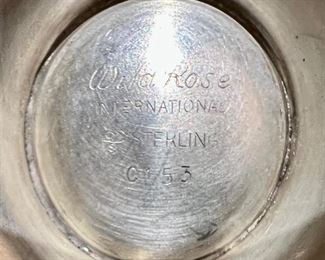 Wild Rose
INTERNATIONAL
STERLING
C153